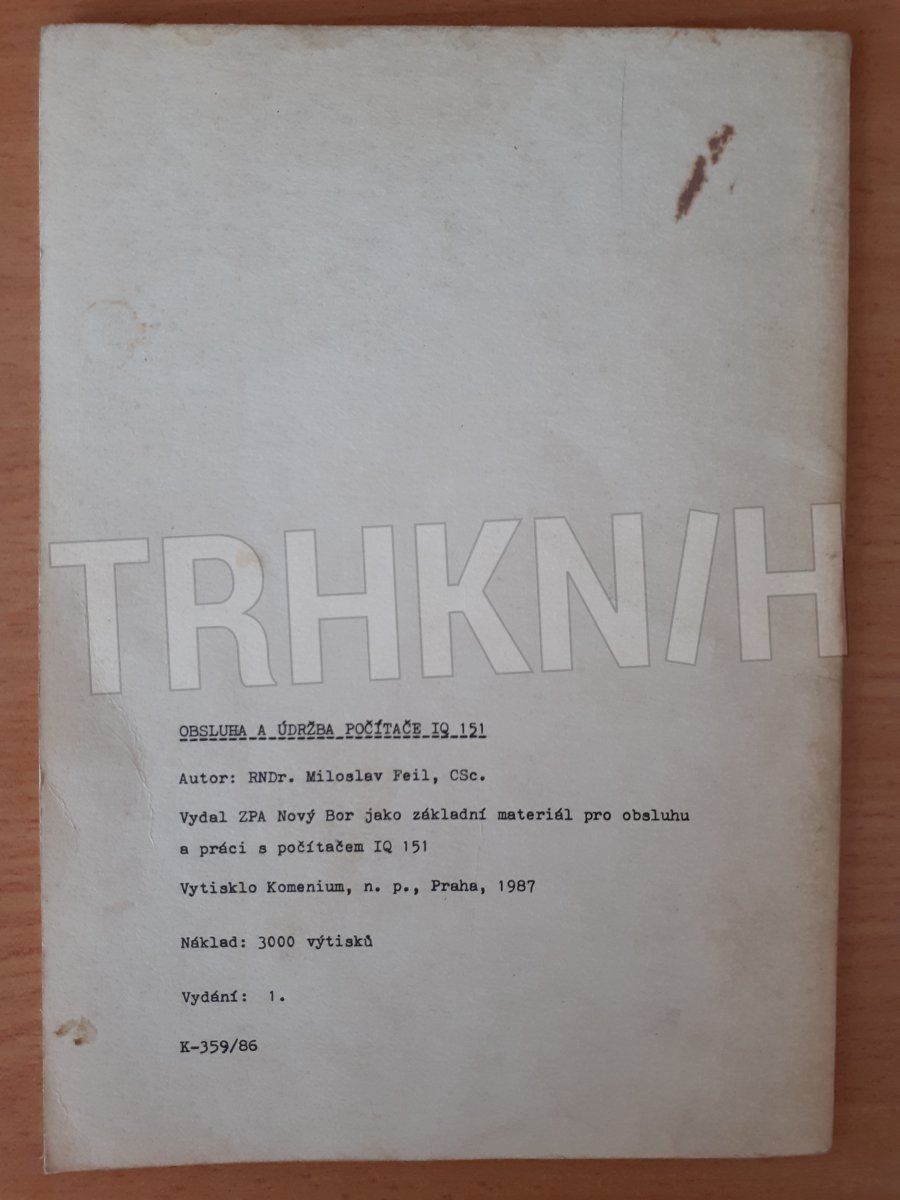 TRHKNIH
OBSLUHA A ÚDRŽBA POČÍTAČE IQ 151
Autor: RNDr. Miloslav Feil, CSc.
Vydal ZPA Nový Bor jako základní materiál pro obsluhu
a práci s počítačem IQ 151
Vytisklo Komenium, n. p., Praha, 1987
Náklad: 3000 výtisků
Vydání: 1.
K-359/86